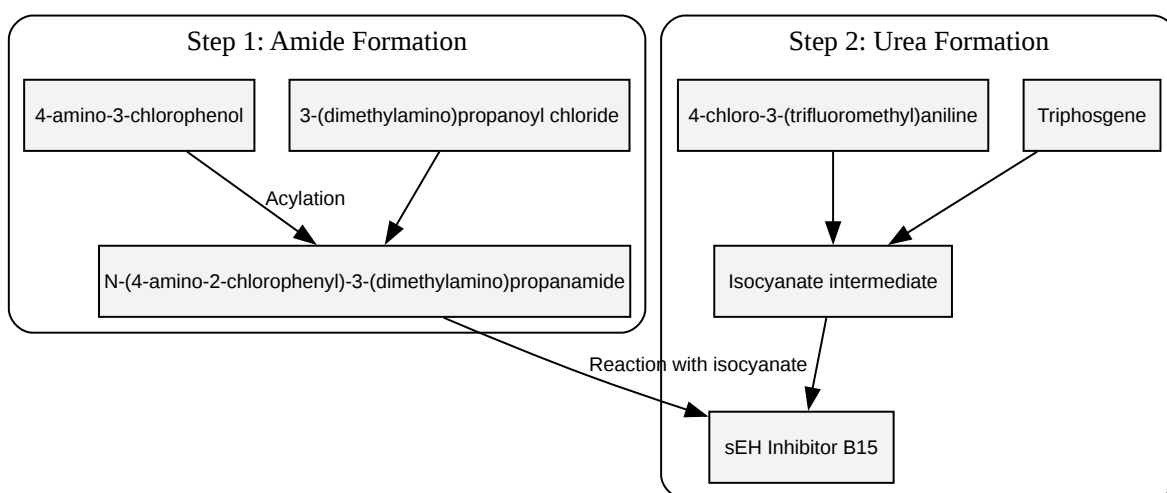 Step 1: Amide Formation
4-amino-3-chlorophenol
3-(dimethylamino)propanoyl chloride
Acylation
N-(4-amino-2-chlorophenyl)-3-(dimethylamino)propanamide
Step 2: Urea Formation
4-chloro-3-(trifluoromethyl)aniline
Triphosgene
Isocyanate intermediate
Reaction with isocyanate
sEH Inhibitor B15